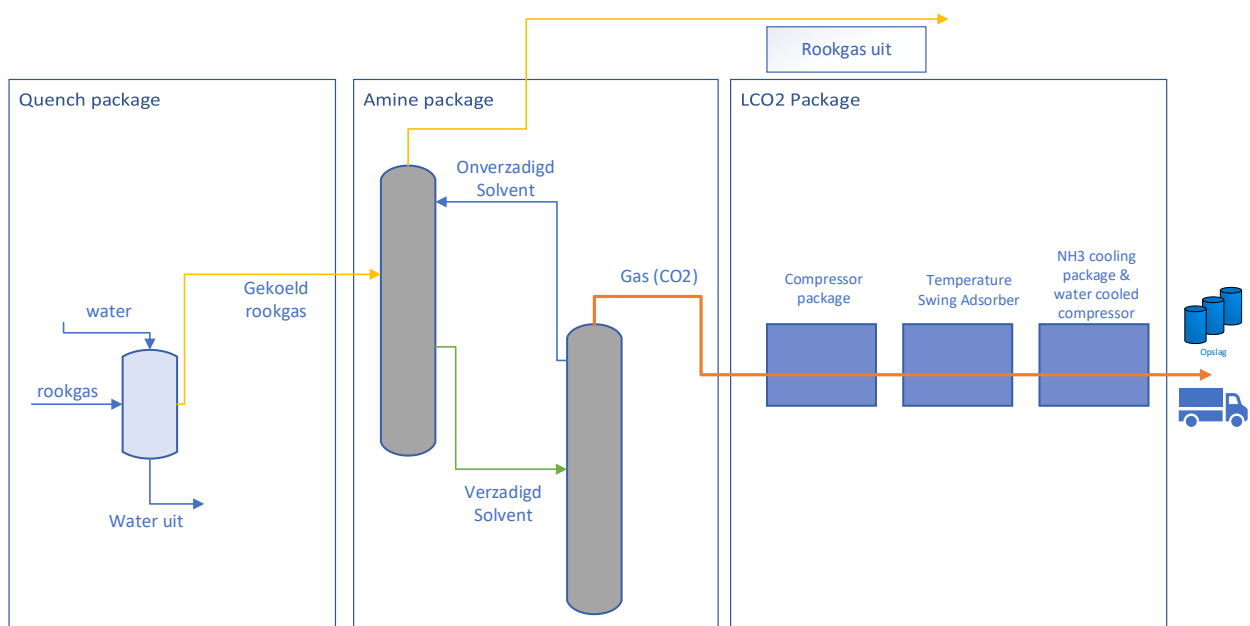 Rookgas uit
Quench package
Amine package
LCO2 Package
Onverzadigd
Solvent
Gekoeld
rookgas
water
rookgas
Water uit
Verzadigd
Solvent
Gas (CO2)
Compressor
package
Temperature
Swing Adsorber
NH3 cooling
package &
water cooled
compressor
Opslag